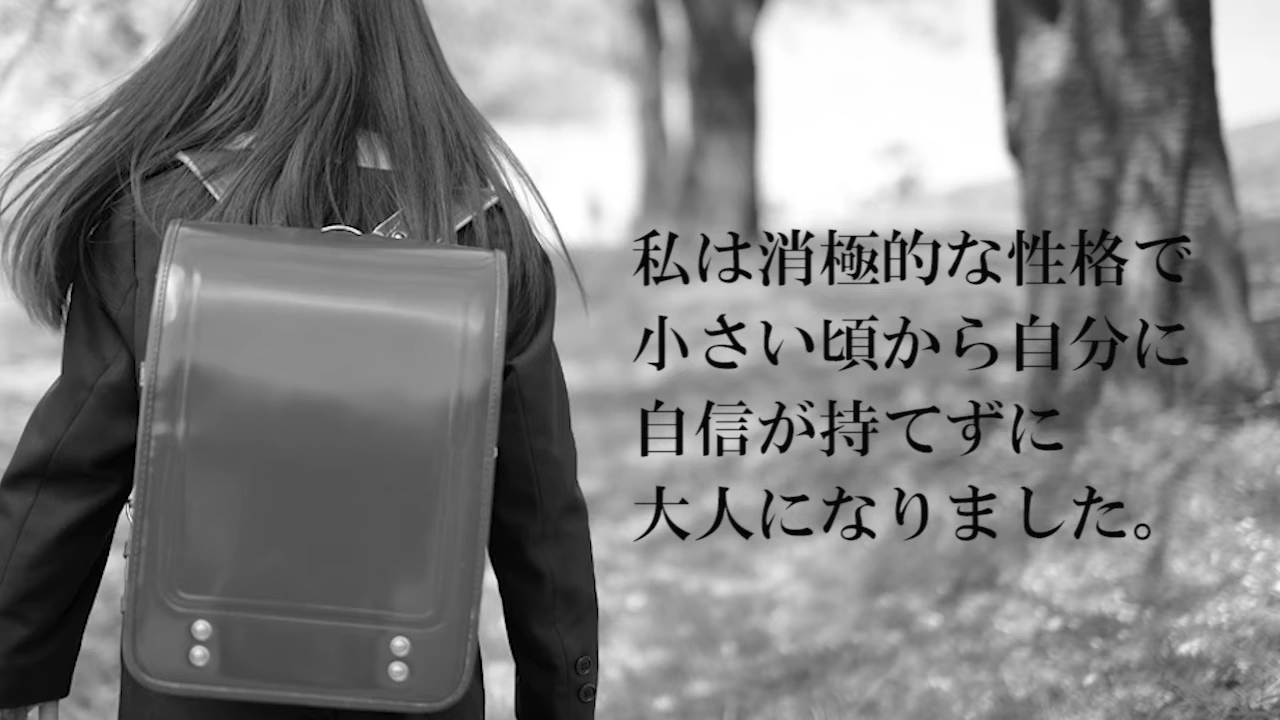 私は消極的な性格で
小さい頃から自分に
自信が持てずに
大人になりました。